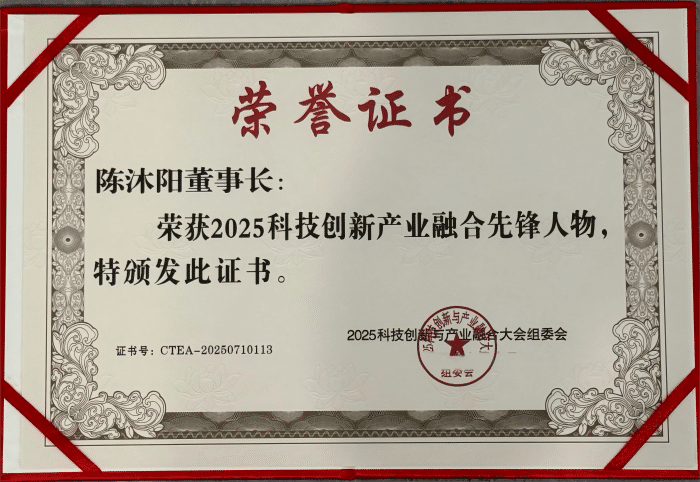 荣誉证书
陈沐阳董事长：
荣获2025科技创新产业融合先锋人物，
特颁发此证书。
2025科技创新与产业融合大会组委会
证书号：CTEA-20250710113
组委会